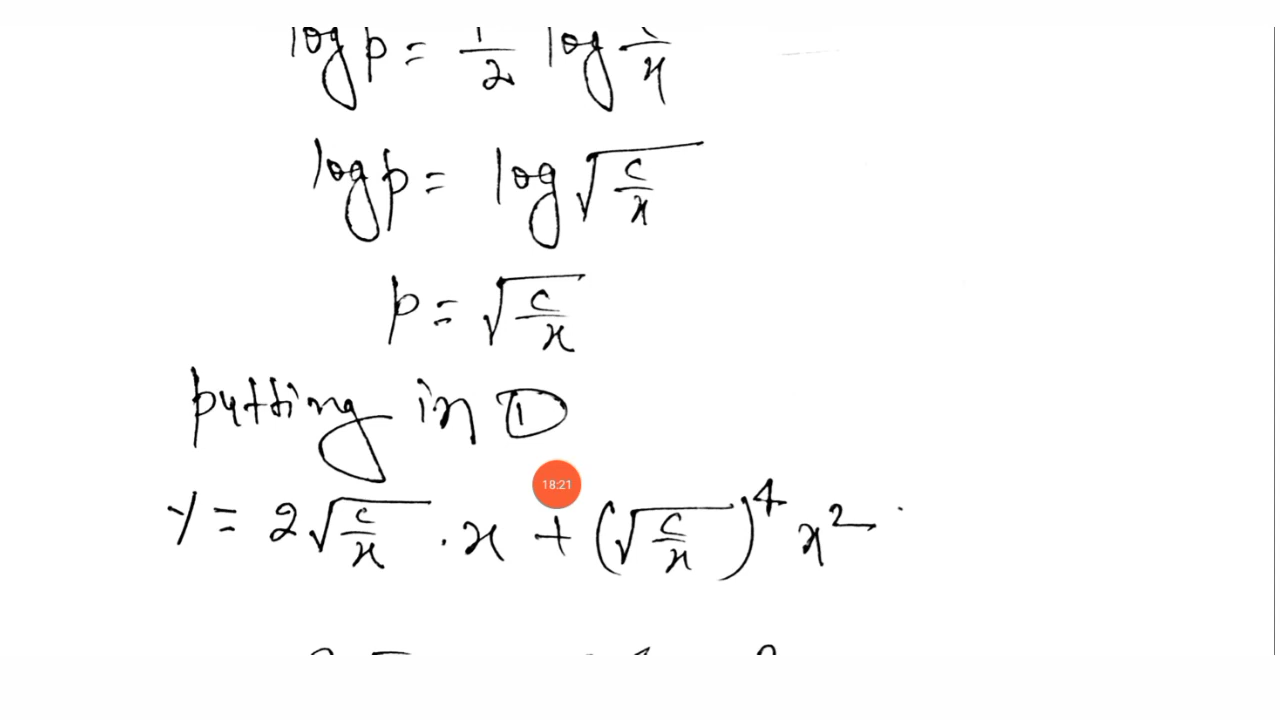 log p = 1/2 log c/x
log p = log √(c/x)
p = √(c/x)
putting in ①
18:21
y = 2√(c/x) . x + (√(c/x))⁴ x²